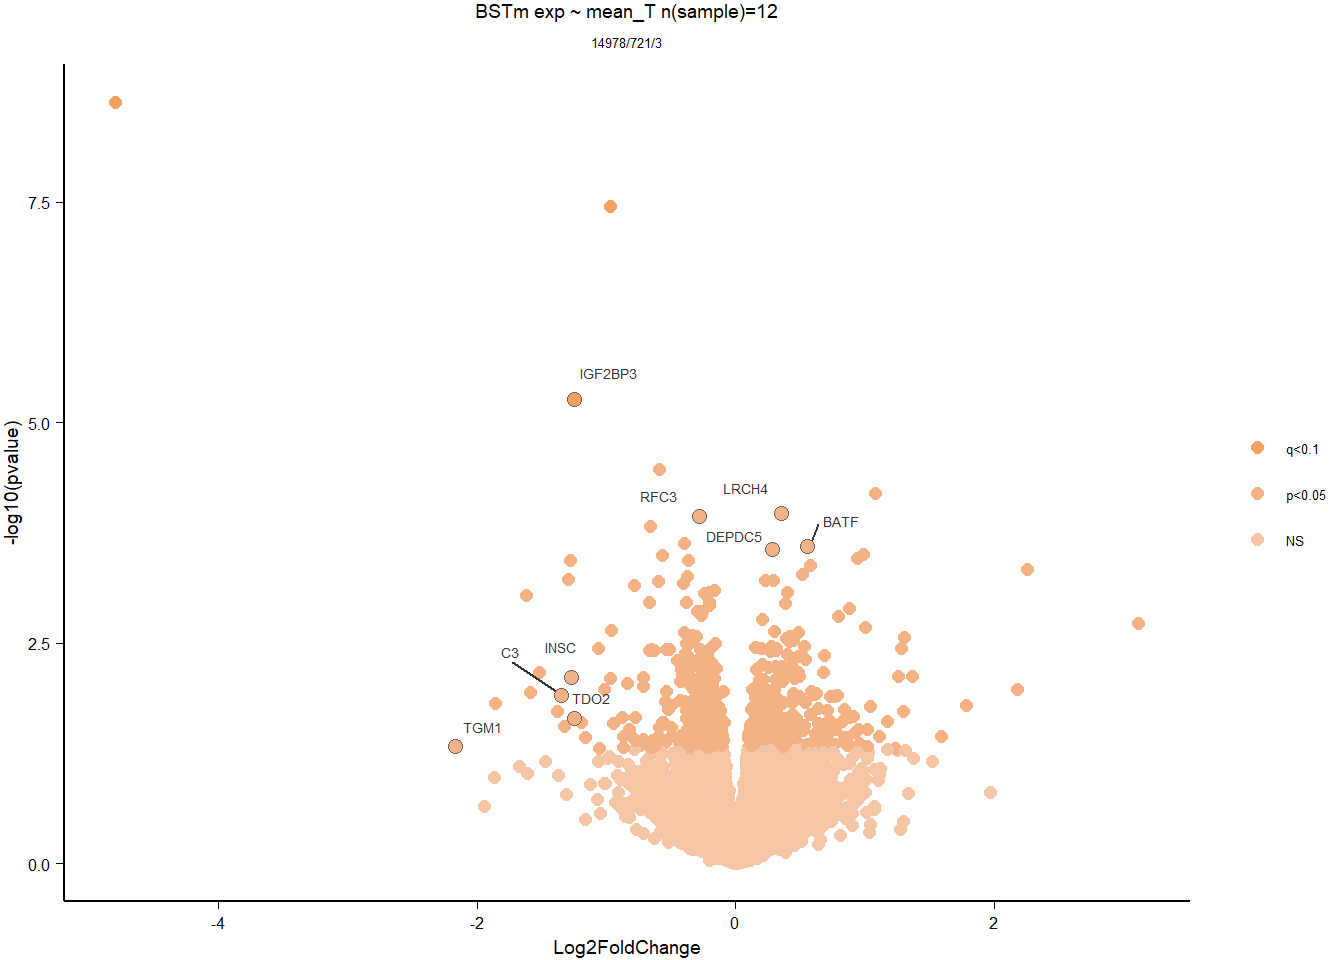 BSTm exp ~ mean_T n(sample)=12
14978/721/3
7.5
5.0
2.5
0.0
-log10(pvalue)
IGF2BP3
RFC3
LRCH4
DEPDC5
BATF
C3
INSC
TDO2
TGM1
-4
-2
0
2
Log2FoldChange
q<0.1
p<0.05
NS